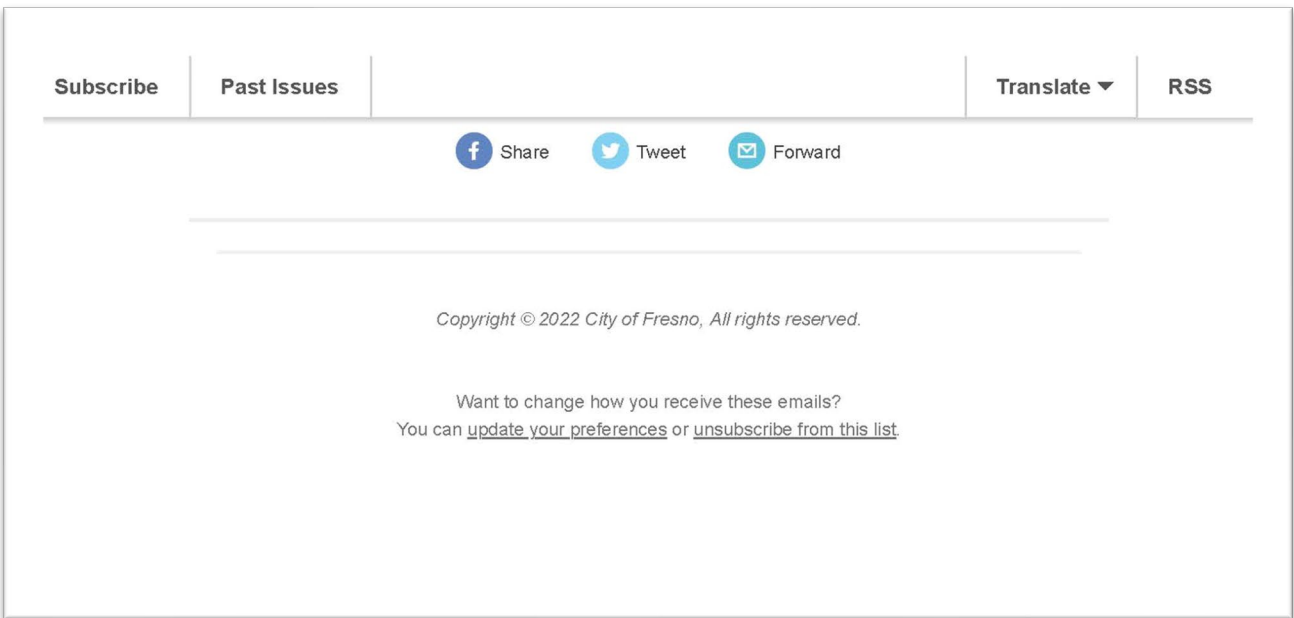 Subscribe Past Issues Translate RSS
Share Tweet Forward
Copyright © 2022 City of Fresno, All rights reserved.
Want to change how you receive these emails?
You can update your preferences or unsubscribe from this list.